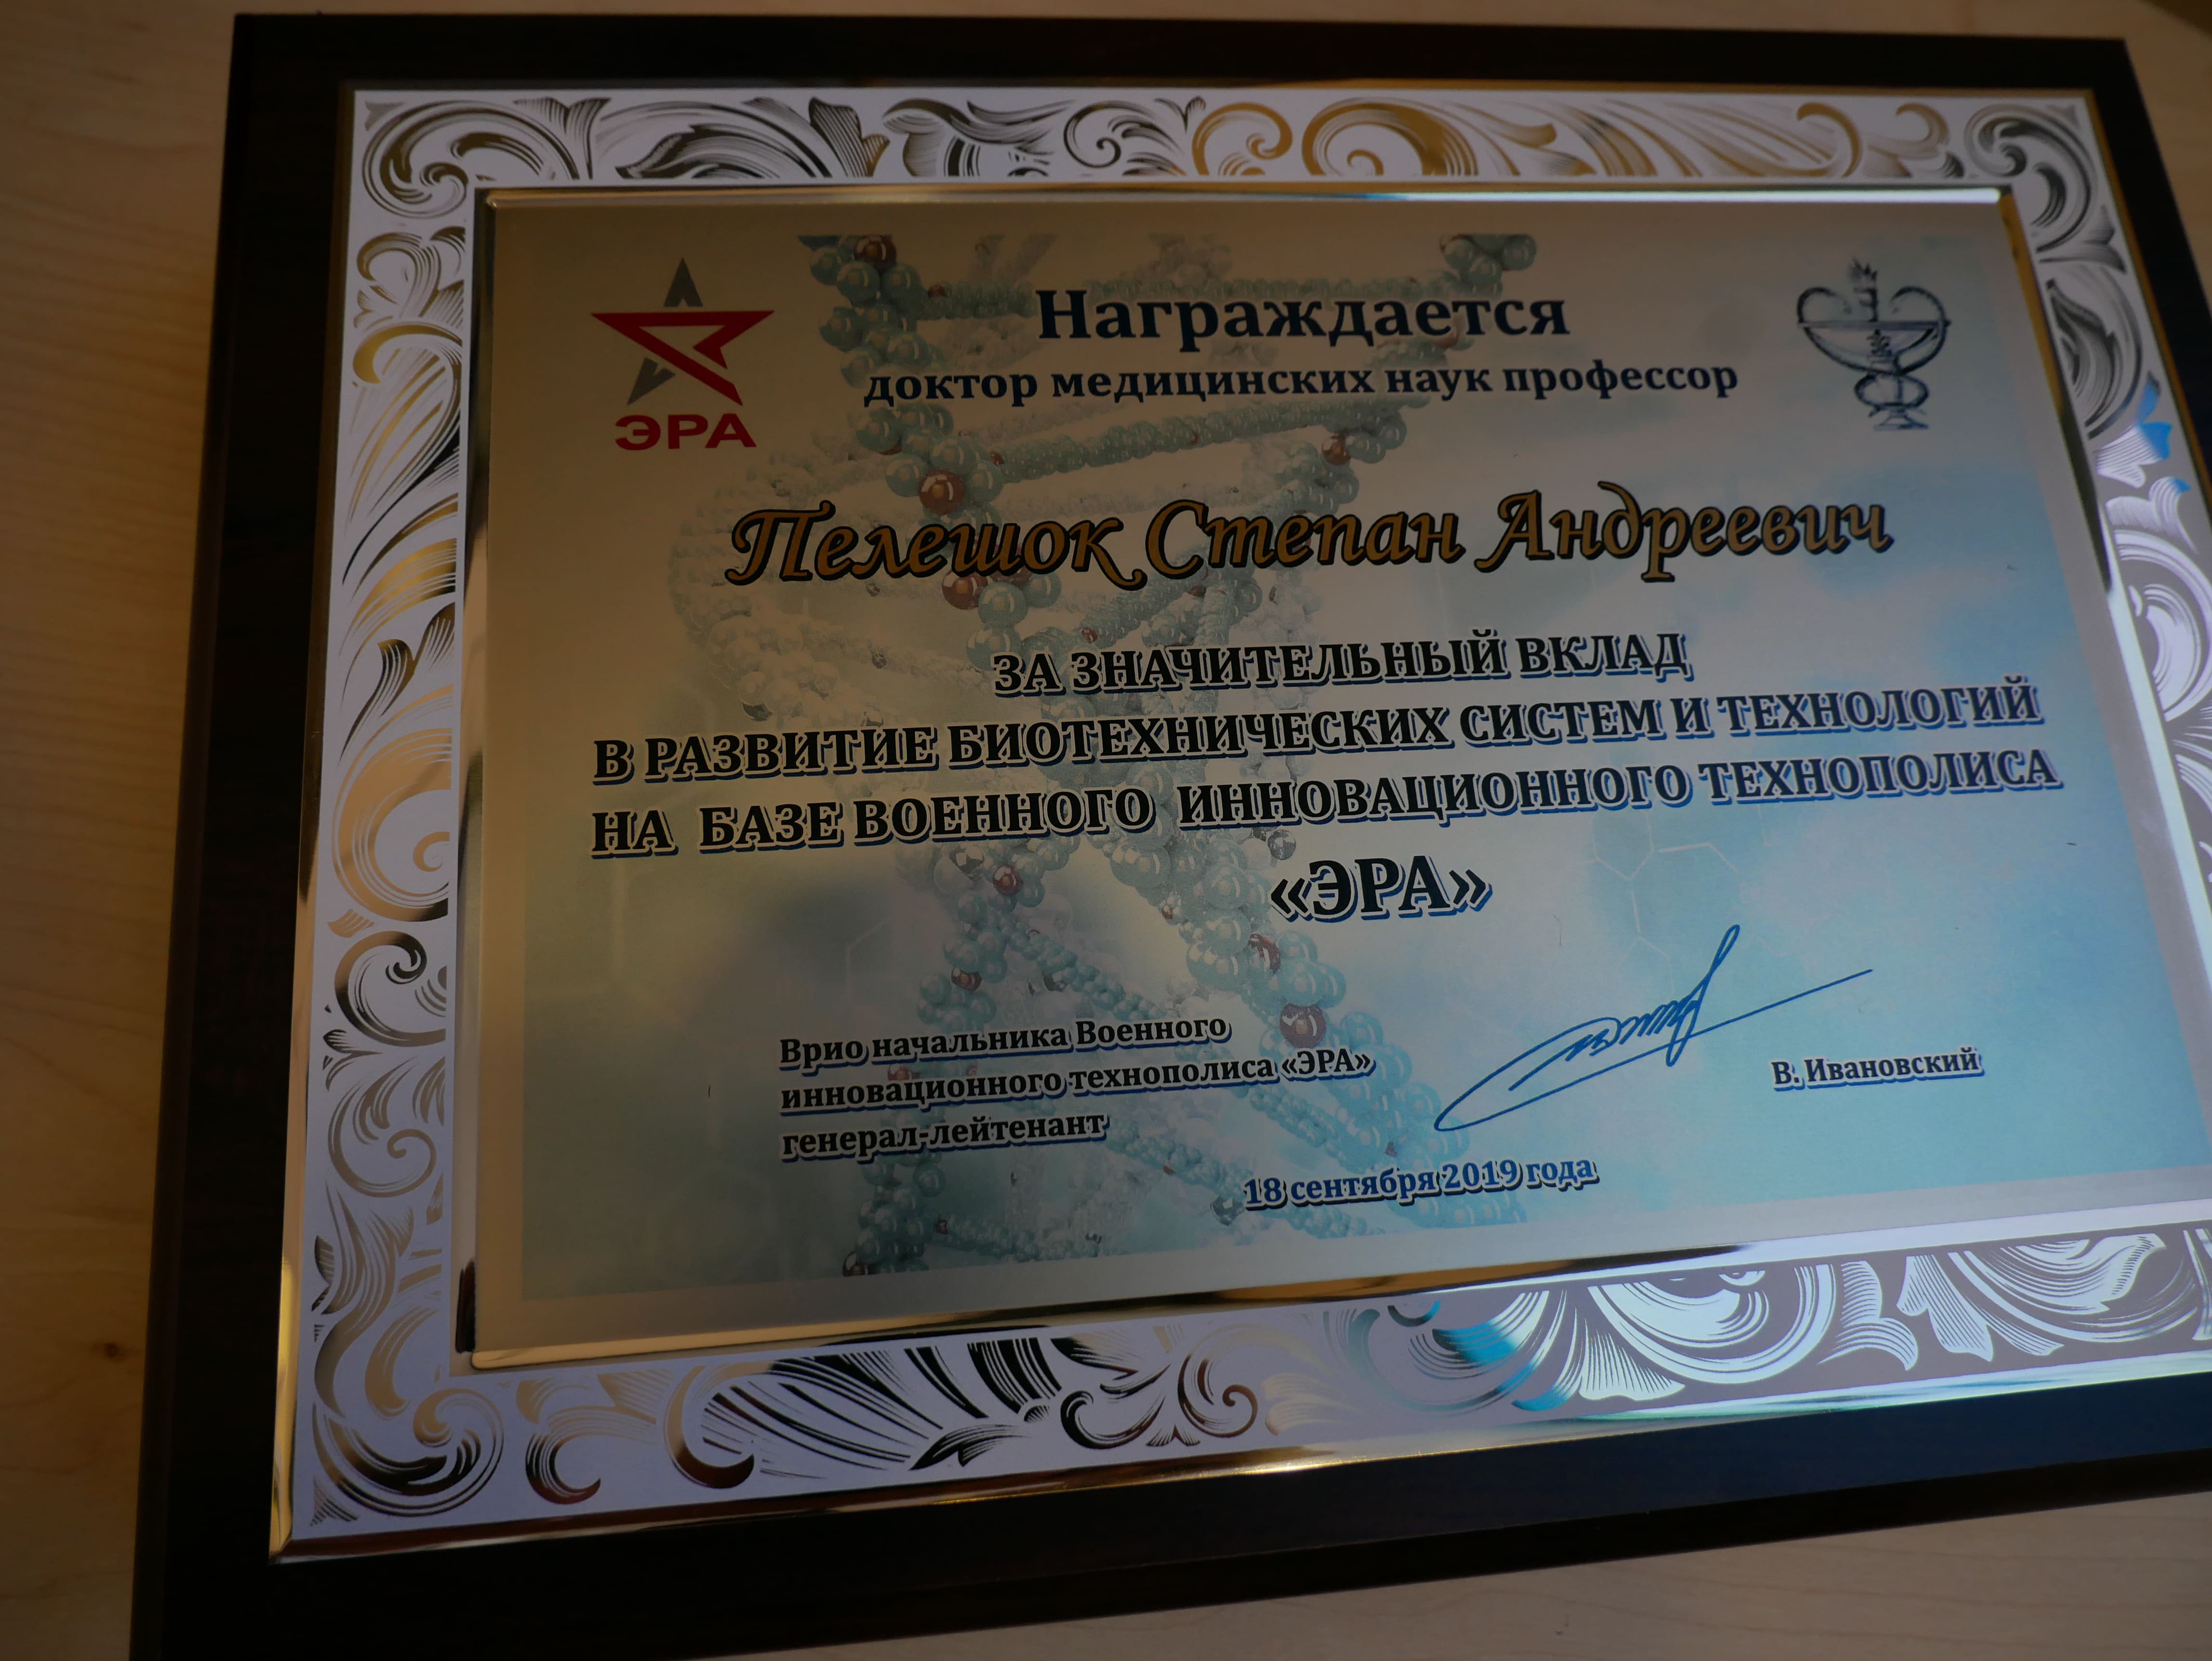 ЭРА
Награждается
доктор медицинских наук профессор
Пелешок Степан Андреевич
ЗА ЗНАЧИТЕЛЬНЫЙ ВКЛАД
В РАЗВИТИЕ БИОТЕХНИЧЕСКИХ СИСТЕМ И ТЕХНОЛОГИЙ
НА БАЗЕ ВОЕННОГО ИННОВАЦИОННОГО ТЕХНОПОЛИСА
«ЭРА»
Врио начальника Военного
инновационного технополиса «ЭРА»
генерал-лейтенант
В. Ивановский
18 сентября 2019 года